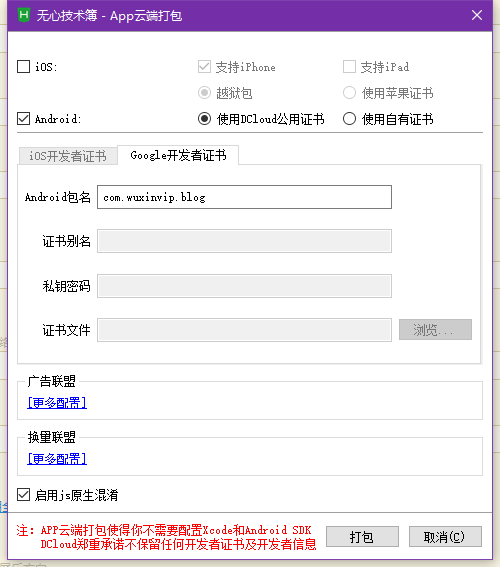 无心技术簿 - App云端打包
iOS: 支持iPhone 支持iPad
越狱包 使用苹果证书
Android: 使用DCloud公用证书 使用自有证书
iOS开发者证书 Google开发者证书
Android包名 com.wuxinvip.blog
证书别名
私钥密码
证书文件 浏览...
广告联盟
[更多配置]
换量联盟
[更多配置]
启用js原生混淆
注: APP云端打包使得你不需要配置Xcode和Android SDK
DCloud郑重承诺不保留任何开发者证书及开发者信息
打包 取消(C)